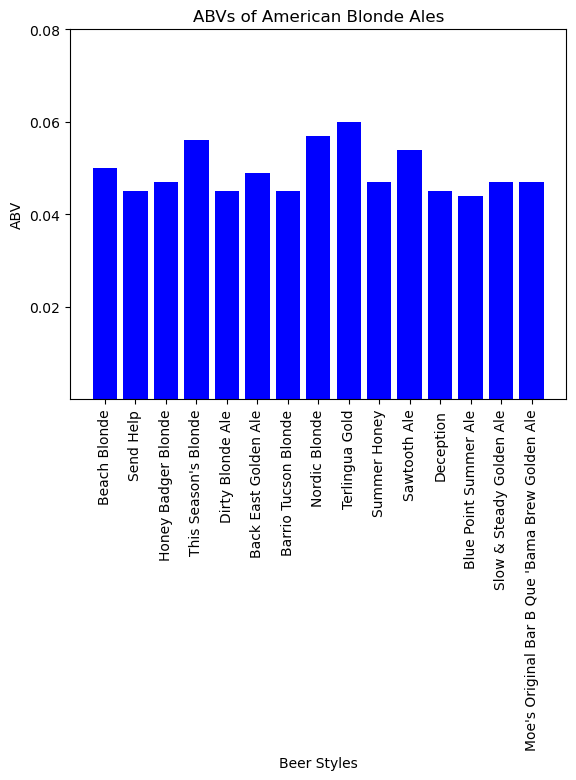 ABVs of American Blonde Ales
0.08
0.06
0.04
0.02
ABV
Beach Blonde
Send Help
Honey Badger Blonde
This Season's Blonde
Dirty Blonde Ale
Back East Golden Ale
Barrio Tucson Blonde
Nordic Blonde
Terlingua Gold
Summer Honey
Sawtooth Ale
Deception
Blue Point Summer Ale
Slow & Steady Golden Ale
Moe's Original Bar B Que 'Bama Brew Golden Ale
Beer Styles